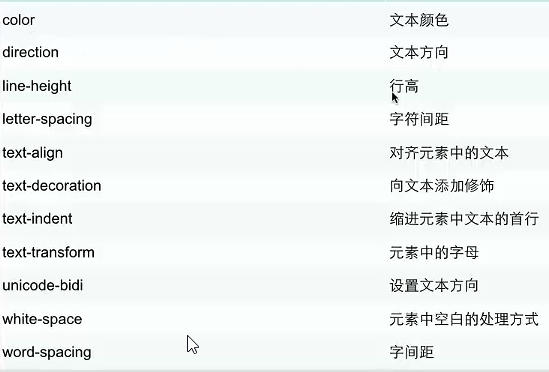 color 文本颜色
direction 文本方向
line-height 行高
letter-spacing 字符间距
text-align 对齐元素中的文本
text-decoration 向文本添加修饰
text-indent 缩进元素中文本的首行
text-transform 元素中的字母
unicode-bidi 设置文本方向
white-space 元素中空白的处理方式
word-spacing 字间距